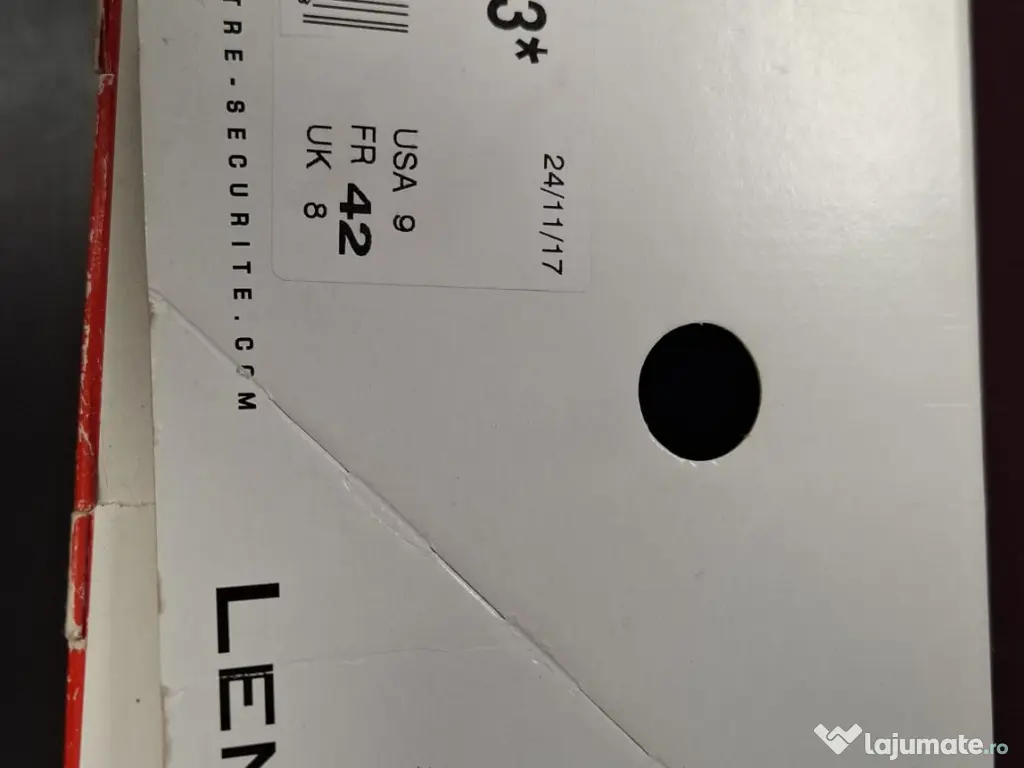 3*
24/11/17
USA 9
FR 42
UK 8
TRE-SECURITE.COM
LEM
lajumate.ro